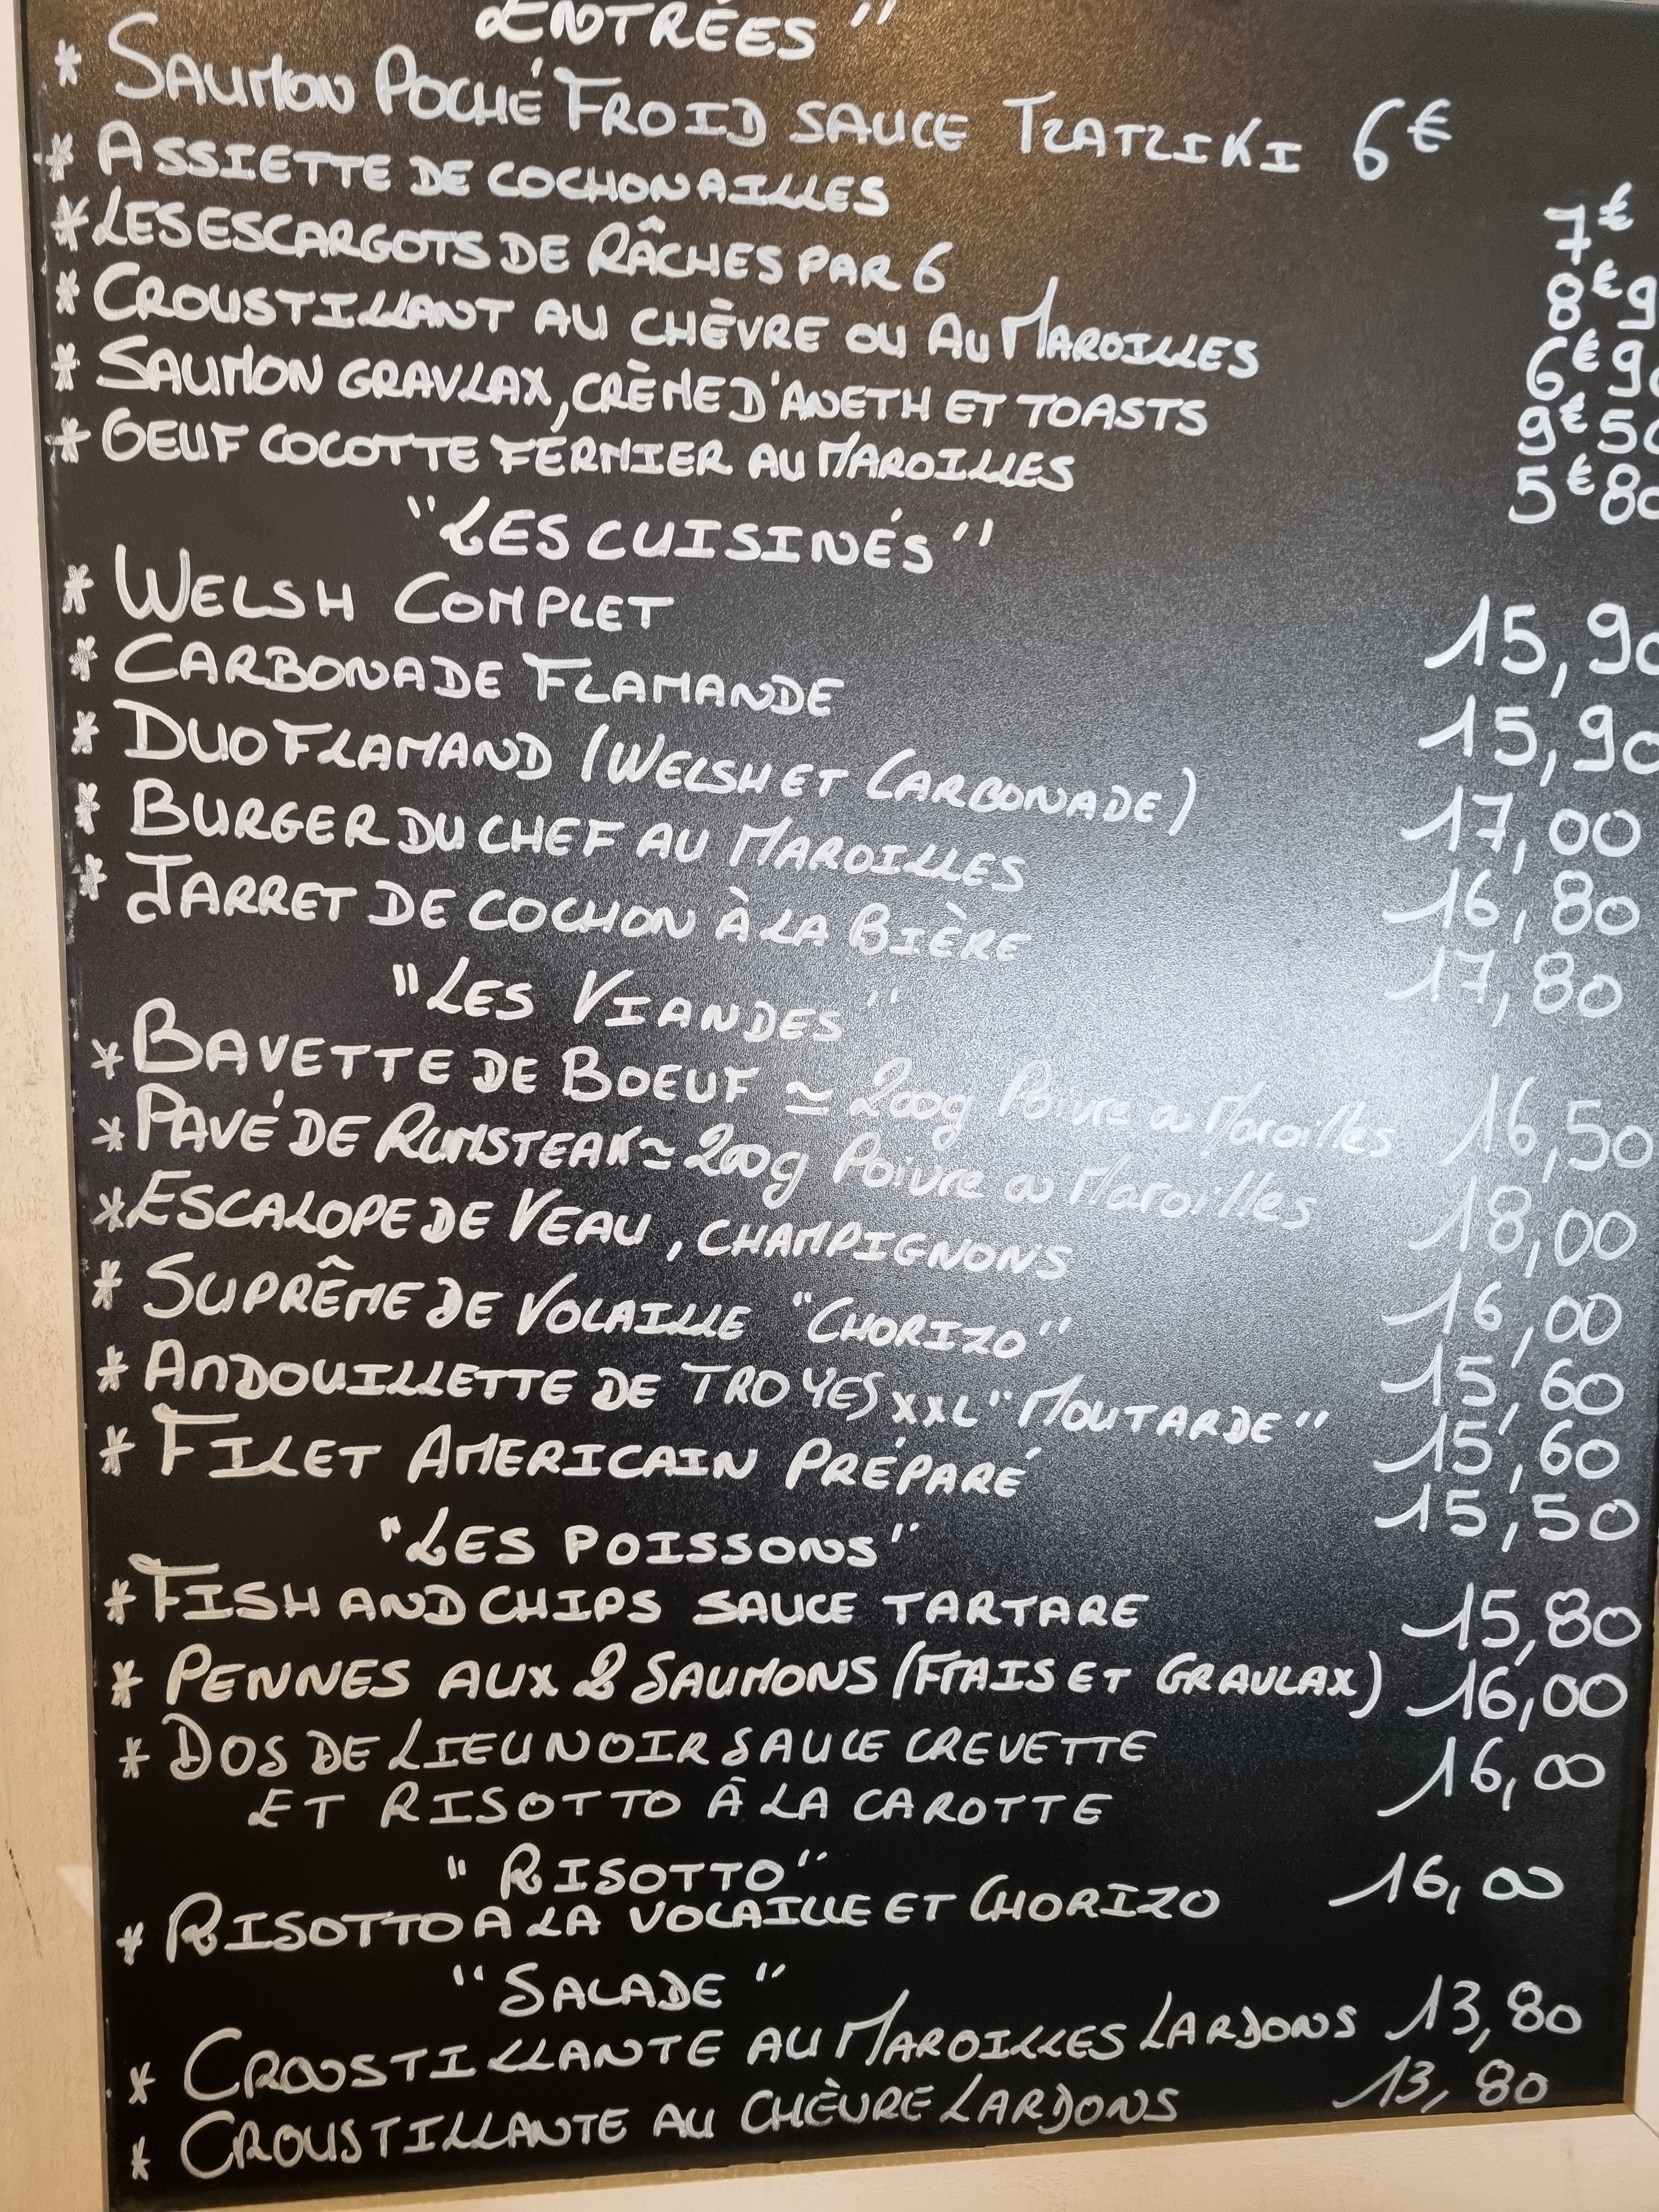 ENTRÉES "
* SAUMON POCHÉ FROID SAUCE TZATZIKI 6€
* ASSIETTE DE COCHONAILLES 7€
* LES ESCARGOTS DE RÂCHES PAR 6 8€9
* CROUSTILLANT AU CHÈVRE OU AU MAROILLES 6€90
* SAUMON GRAVLAX, CRÈME D'ANETH ET TOASTS 9€50
* OEUF COCOTTE FERMIER AU MAROILLES 5€80
"LES CUISINÉS"
* WELSH COMPLET 15,90
* CARBONADE FLAMANDE 15,90
* DUO FLAMAND (WELSH ET CARBONADE) 17,00
* BURGER DU CHEF AU MAROILLES 16,80
* JARRET DE COCHON À LA BIÈRE 17,80
"LES VIANDES"
* BAVETTE DE BOEUF ≃ 200g Poivre ou Maroilles 16,50
* PAVÉ DE RUMSTEAK ≃ 200g Poivre ou Maroilles 18,00
* ESCALOPE DE VEAU, CHAMPIGNONS 16,00
* SUPRÊME DE VOLAILLE "CHORIZO" 15,60
* ANDOUILLETTE DE TROYES XXL "MOUTARDE" 15,60
* FILET AMERICAIN PRÉPARÉ 15,50
"LES POISSONS"
* FISH AND CHIPS SAUCE TARTARE 15,80
* PENNES AUX 2 SAUMONS (FRAIS ET GRAVLAX) 16,00
* DOS DE LIEU NOIR SAUCE CREVETTE 16,00
ET RISOTTO À LA CAROTTE
"RISOTTO"
* RISOTTO A LA VOLAILLE ET CHORIZO 16,00
"SALADE"
* CROUSTILLANTE AU MAROILLES LARDONS 13,80
* CROUSTILLANTE AU CHÈVRE LARDONS 13,80